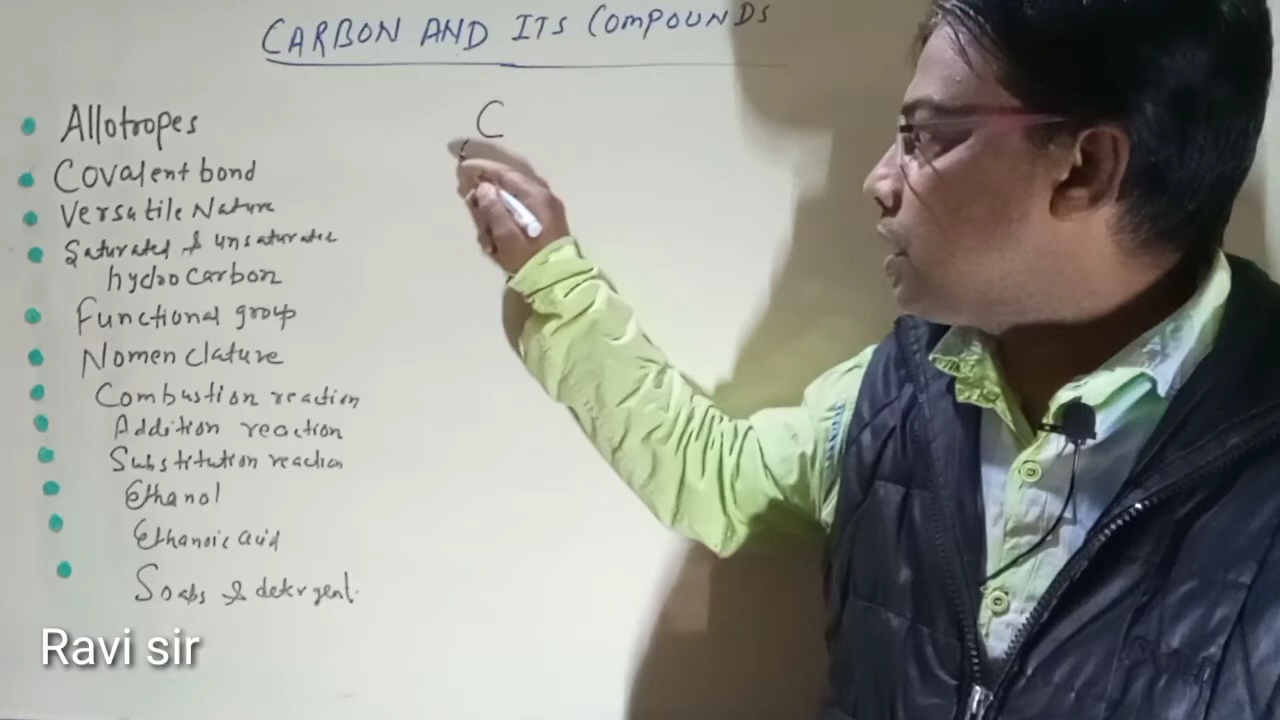 CARBON AND ITS COMPOUNDS
Allotropes
C
Covalent bond
Versatile Nature
Saturated & unsaturated
hydrocarbon
Functional group
Nomenclature
Combustion reaction
Addition reaction
Substitution reaction
Ethanol
Ethanoic acid
Soabs & detergent.
Ravi sir